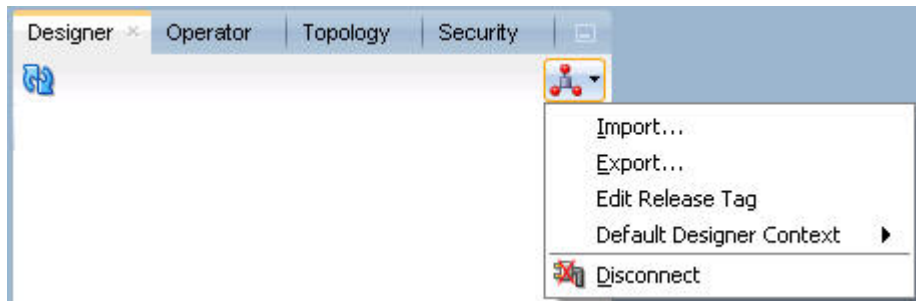 Designer Operator Topology Security
Import...
Export...
Edit Release Tag
Default Designer Context
Disconnect